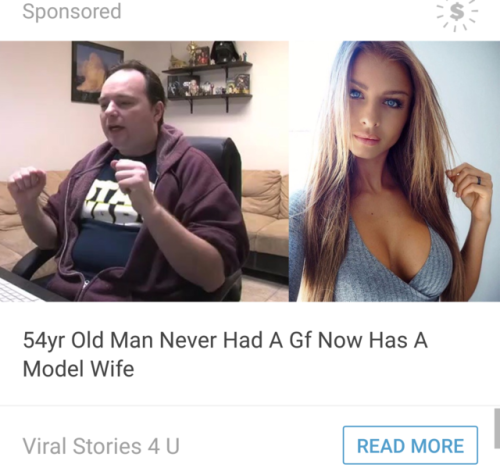 Sponsored
$
54yr Old Man Never Had A Gf Now Has A
Model Wife
Viral Stories 4 U
READ MORE